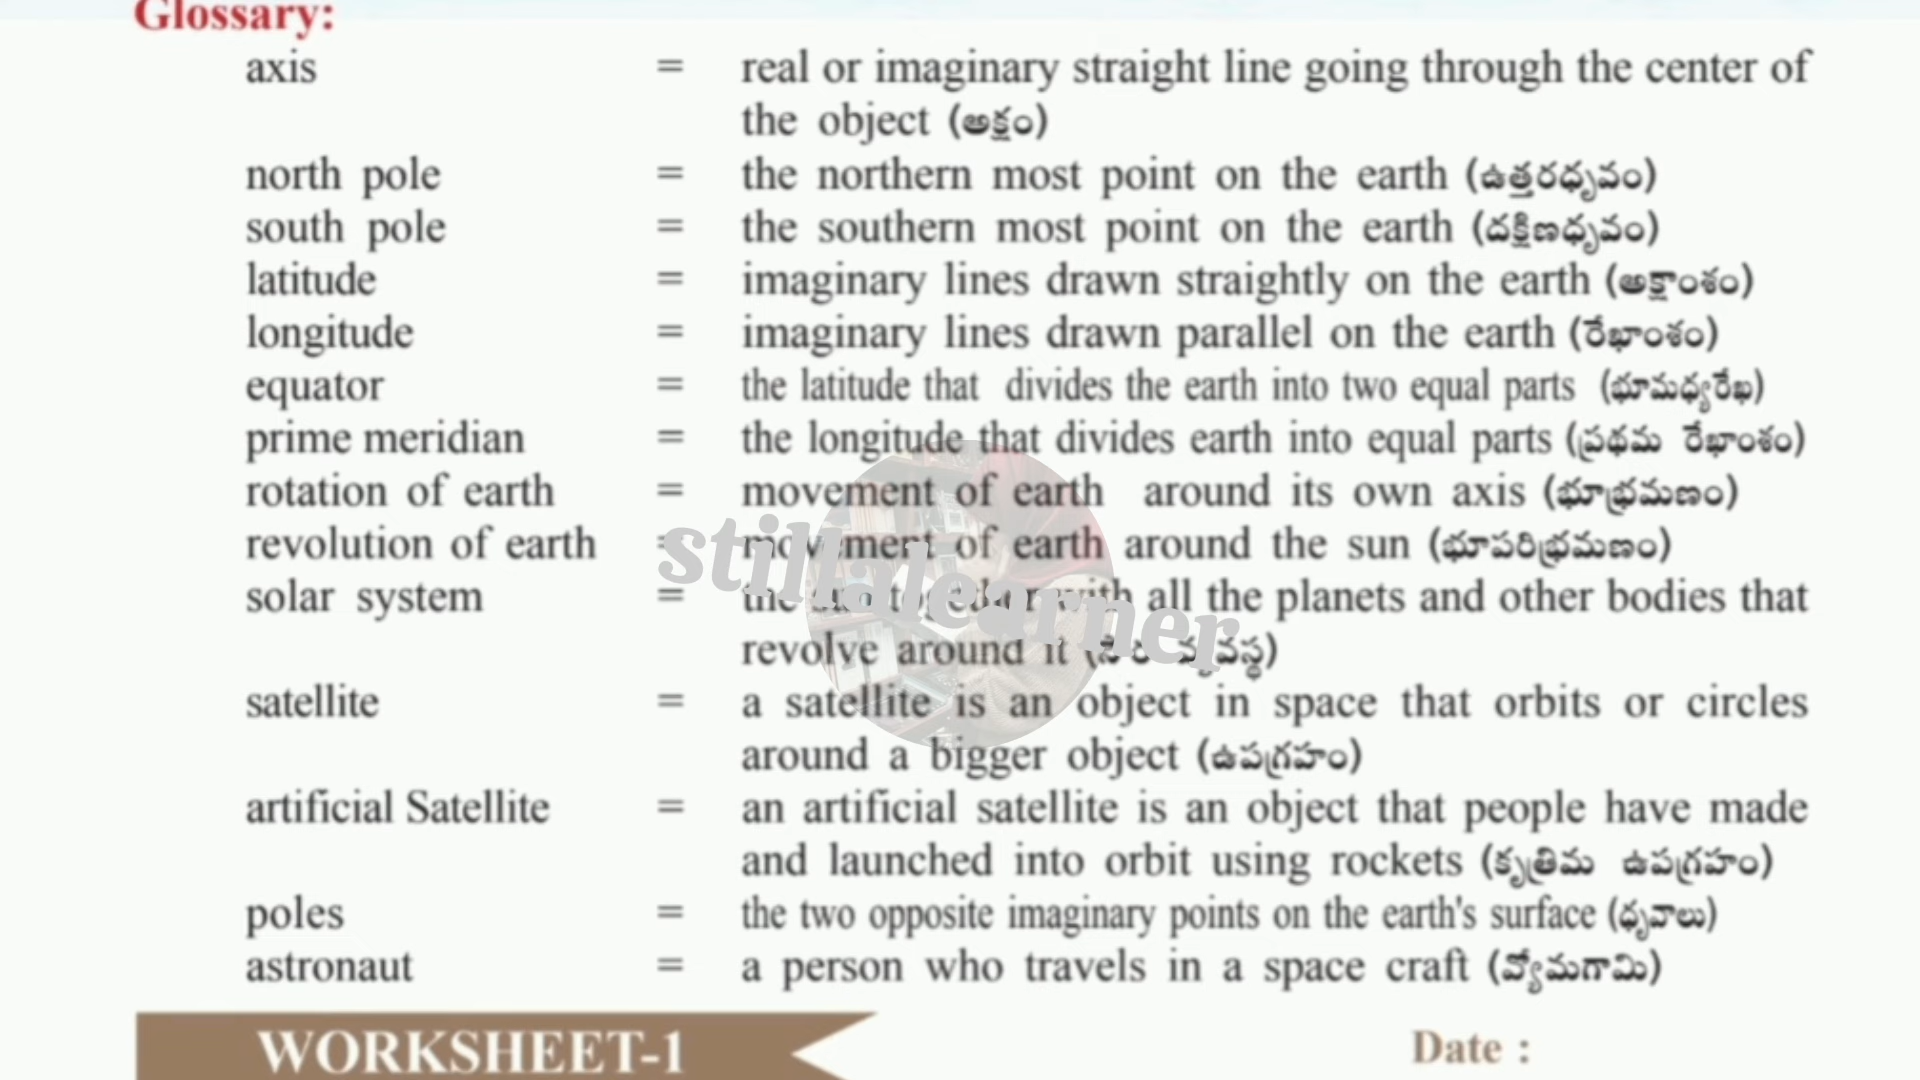 Glossary:
axis = real or imaginary straight line going through the center of
the object (అక్షం)
north pole = the northern most point on the earth (ఉత్తరధృవం)
south pole = the southern most point on the earth (దక్షిణధృవం)
latitude = imaginary lines drawn straightly on the earth (అక్షాంశం)
longitude = imaginary lines drawn parallel on the earth (రేఖాంశం)
equator = the latitude that divides the earth into two equal parts (భూమధ్యరేఖ)
prime meridian = the longitude that divides earth into equal parts (ప్రథమ రేఖాంశం)
rotation of earth = movement of earth around its own axis (భూభ్రమణం)
revolution of earth = movement of earth around the sun (భూపరిభ్రమణం)
solar system = the sun together with all the planets and other bodies that
revolve around it (సౌర వ్యవస్థ)
stillalearner
satellite = a satellite is an object in space that orbits or circles
around a bigger object (ఉపగ్రహం)
artificial Satellite = an artificial satellite is an object that people have made
and launched into orbit using rockets (కృత్రిమ ఉపగ్రహం)
poles = the two opposite imaginary points on the earth's surface (ధృవాలు)
astronaut = a person who travels in a space craft (వ్యోమగామి)
WORKSHEET-1 Date :